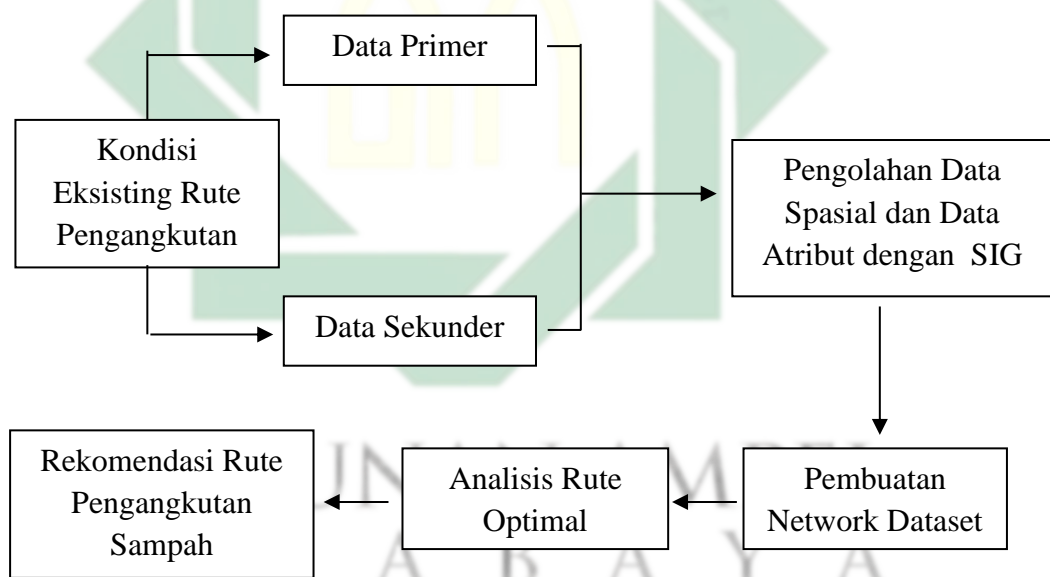 Data Primer
Kondisi
Eksisting Rute
Pengangkutan
Data Sekunder
Pengolahan Data
Spasial dan Data
Atribut dengan SIG
Pembuatan
Network Dataset
Analisis Rute
Optimal
Rekomendasi Rute
Pengangkutan
Sampah